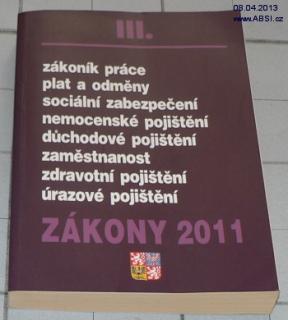 08.04.2013
www.ABSI.cz
III.
zákoník práce
plat a odměny
sociální zabezpečení
nemocenské pojištění
důchodové pojištění
zaměstnanost
zdravotní pojištění
úrazové pojištění
ZÁKONY 2011